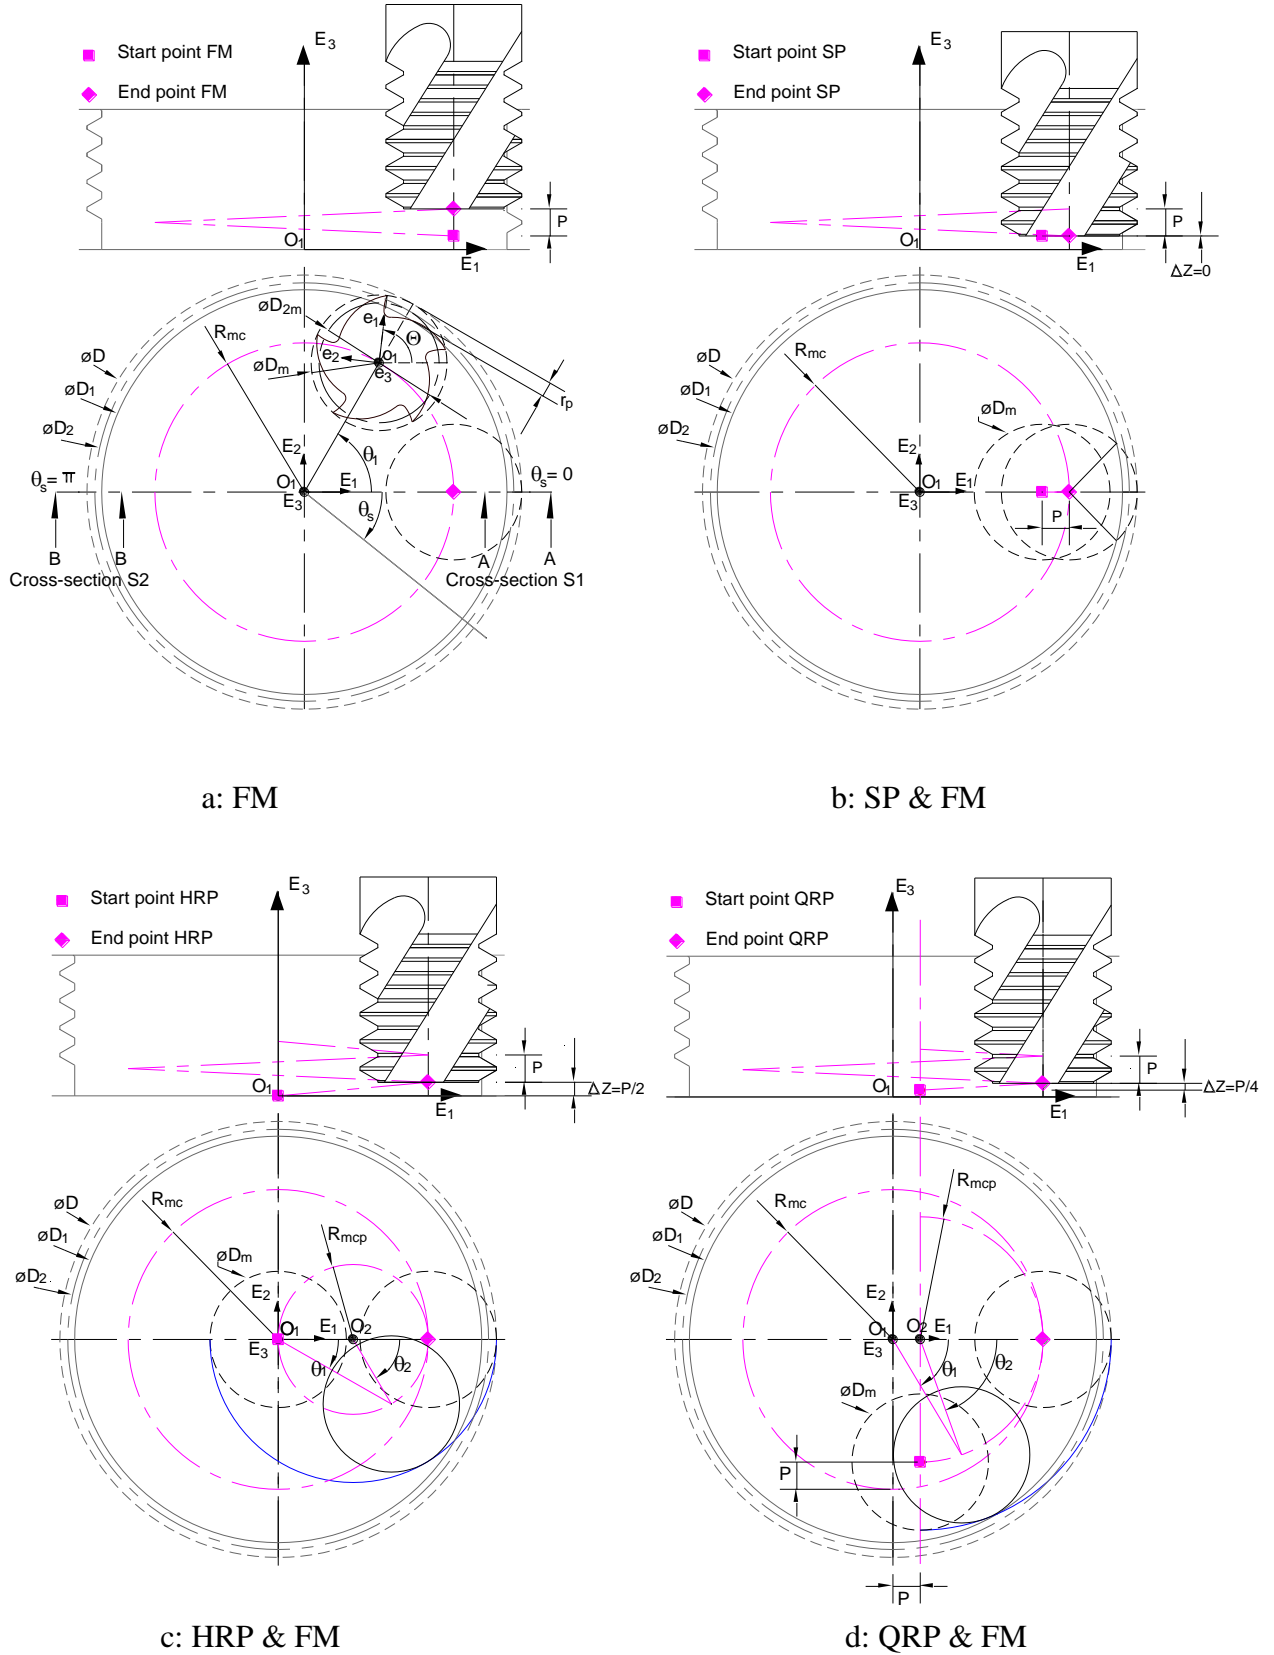 Start point FM
End point FM
E3
P
O1
E1
øD2m
Rmc
e1
Θ
øD
e2
o1
øDm
e3
øD1
rp
øD2
E2
θ1
θs= π
O1
E1
θs=0
E3
θs
B
B
A
A
Cross-section S2
Cross-section S1
a: FM
Start point SP
End point SP
P
O1
E1
ΔZ=0
øD
Rmc
øD1
øDm
øD2
E2
O1
E1
E3
P
b: SP & FM
Start point HRP
E3
End point HRP
P
O1
ΔZ=P/2
E1
Rmc
øD
Rmcp
øD1
øDm
øD2
E2
O1
E1
O2
E3
θ1
θ2
c: HRP & FM
Start point QRP
E3
End point QRP
P
O1
ΔZ=P/4
E1
Rmcp
Rmc
øD
øD1
øD2
E2
O1
O2
E1
E3
θ1
θ2
øDm
P
P
d: QRP & FM